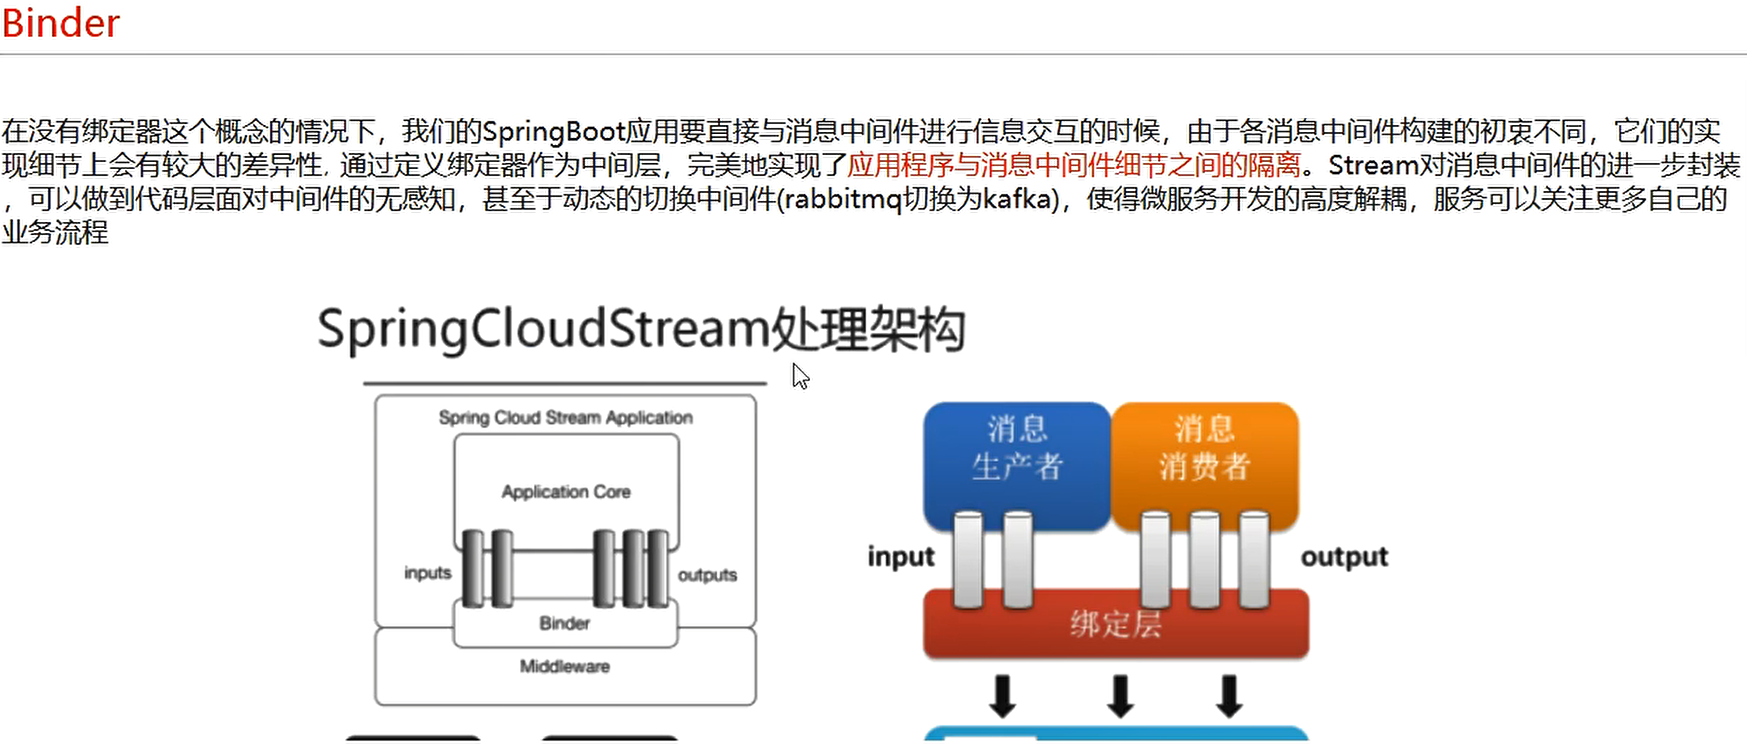 Binder
在没有绑定器这个概念的情况下，我们的SpringBoot应用要直接与消息中间件进行信息交互的时候，由于各消息中间件构建的初衷不同，它们的实
现细节上会有较大的差异性. 通过定义绑定器作为中间层，完美地实现了应用程序与消息中间件细节之间的隔离。Stream对消息中间件的进一步封装
，可以做到代码层面对中间件的无感知，甚至于动态的切换中间件(rabbitmq切换为kafka)，使得微服务开发的高度解耦，服务可以关注更多自己的
业务流程
SpringCloudStream处理架构
Spring Cloud Stream Application
Application Core
inputs
outputs
Binder
Middleware
消息
生产者
消息
消费者
input
output
绑定层